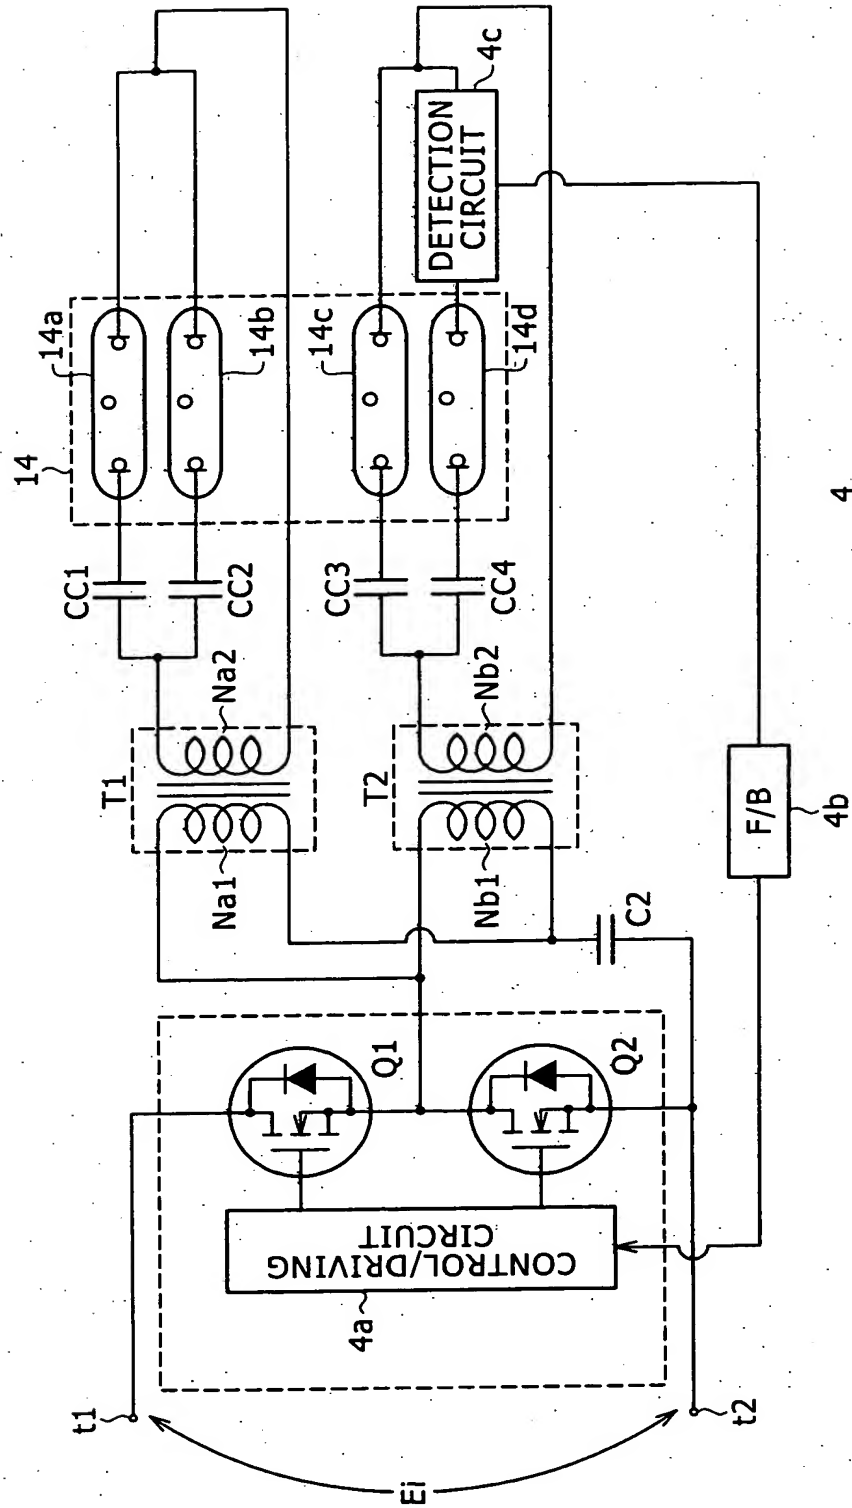 14
14a
14b
14c
14d
4c
DETECTION
CIRCUIT
CC1
CC2
CC3
CC4
T1
Na1
Na2
T2
Nb1
Nb2
C2
F/B
4b
Q1
Q2
CONTROL/DRIVING
CIRCUIT
4a
t1
t2
Ei
4